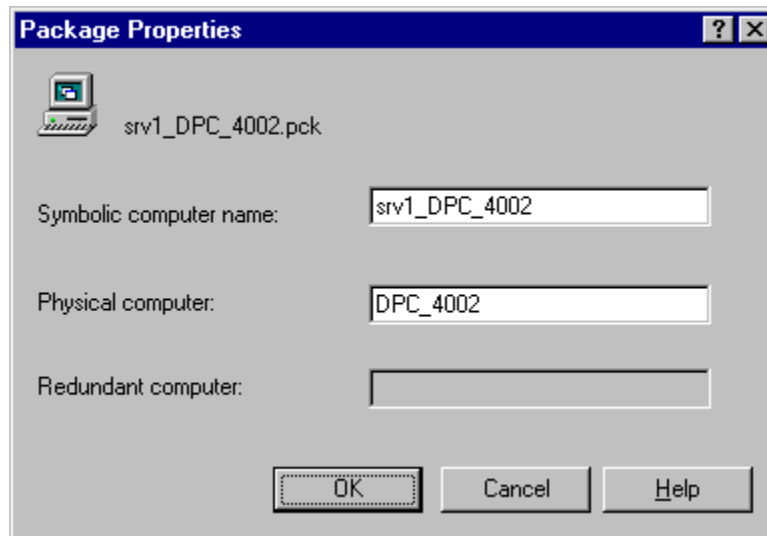 Package Properties
srv1_DPC_4002.pck
Symbolic computer name: srv1_DPC_4002
Physical computer: DPC_4002
Redundant computer:
OK Cancel Help